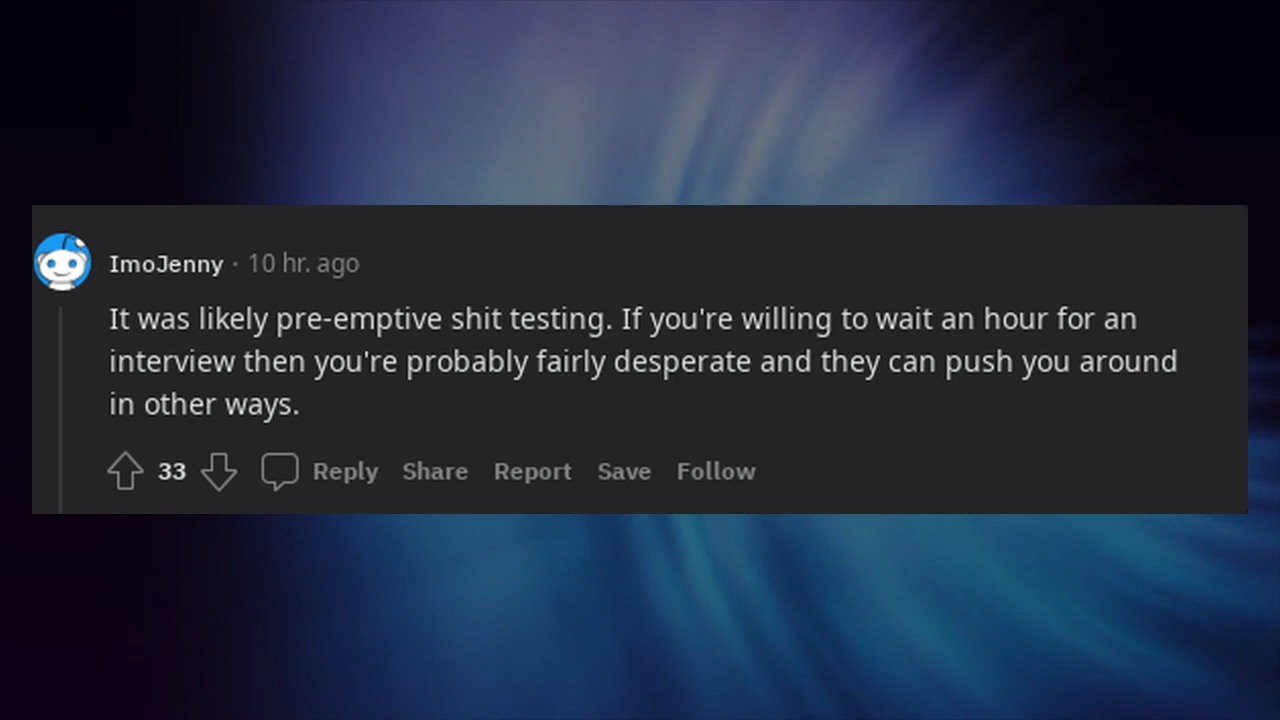 ImoJenny · 10 hr. ago
It was likely pre-emptive shit testing. If you're willing to wait an hour for an
interview then you're probably fairly desperate and they can push you around
in other ways.
33 Reply Share Report Save Follow